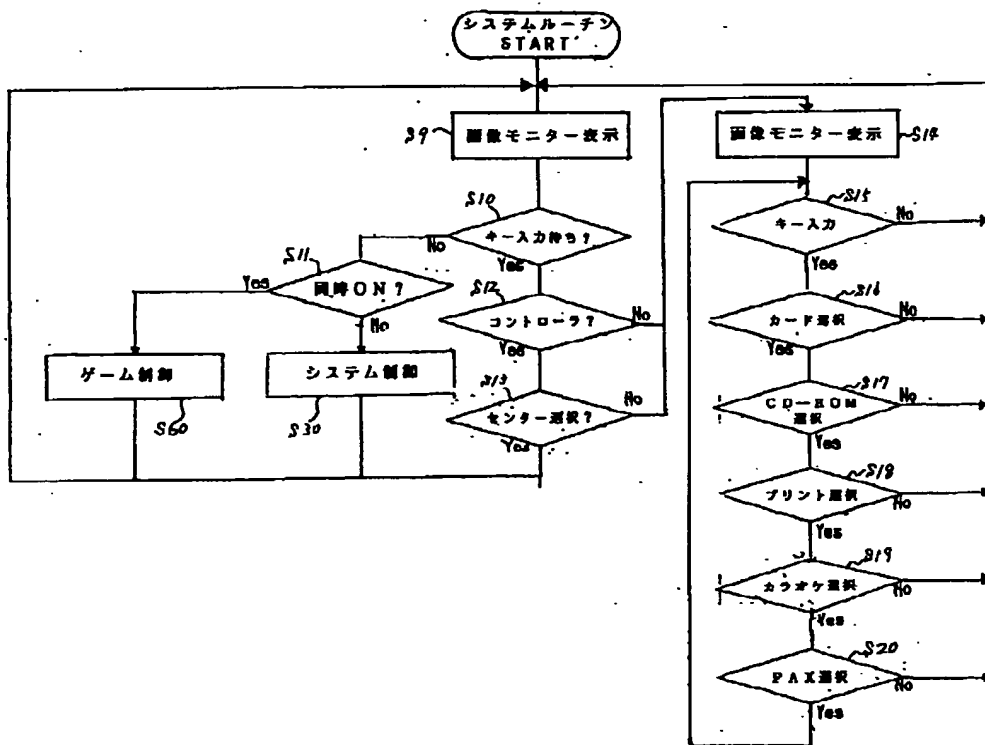 システムルーチン
START
S9
画像モニター表示
S10
キー入力待ち?
No
Yes
S11
同時ON?
Yes
No
S12
コントローラ?
No
Yes
ゲーム制御
S60
システム制御
S30
S13
センター選択?
No
Yes
画像モニター表示
S14
S15
キー入力
No
Yes
S16
カード選択
No
Yes
S17
CD-ROM
選択
No
Yes
S18
プリント選択
No
Yes
S19
カラオケ選択
No
Yes
S20
FAX選択
No
Yes